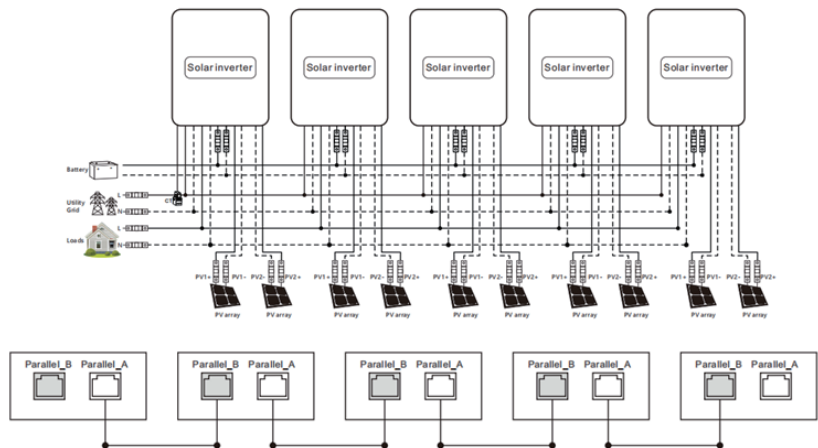 Solar inverter Solar inverter Solar inverter Solar inverter Solar inverter
Battery
CT
Utility
Grid
L
N
Loads
L
N
PV1+ PV1- PV2- PV2+ PV1+ PV1- PV2- PV2+ PV1+ PV1- PV2- PV2+ PV1+ PV1- PV2- PV2+ PV1+ PV1- PV2- PV2+
PV array PV array PV array PV array PV array PV array PV array PV array PV array PV array
Parallel_B Parallel_A Parallel_B Parallel_A Parallel_B Parallel_A Parallel_B Parallel_A Parallel_B Parallel_A